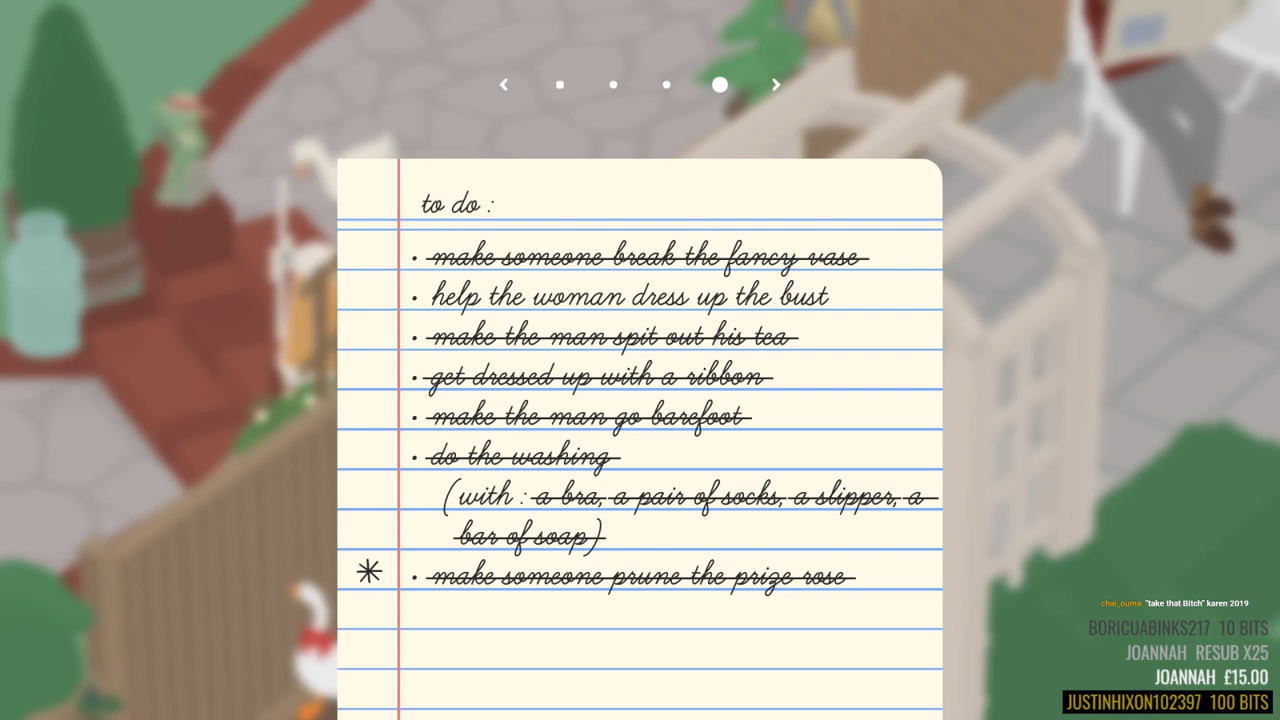 to do :
• make someone break the fancy vase
• help the woman dress up the bust
• make the man spit out his tea
• get dressed up with a ribbon
• make the man go barefoot
• do the washing
(with : a bra, a pair of socks, a slipper, a
bar of soap)
• make someone prune the prize rose
chai_ouma "take that Bitch" karen 2019
BORICUABINKS217 10 BITS
JOANNAH RESUB X25
JOANNAH £15.00
JUSTINHIXON102397 100 BITS